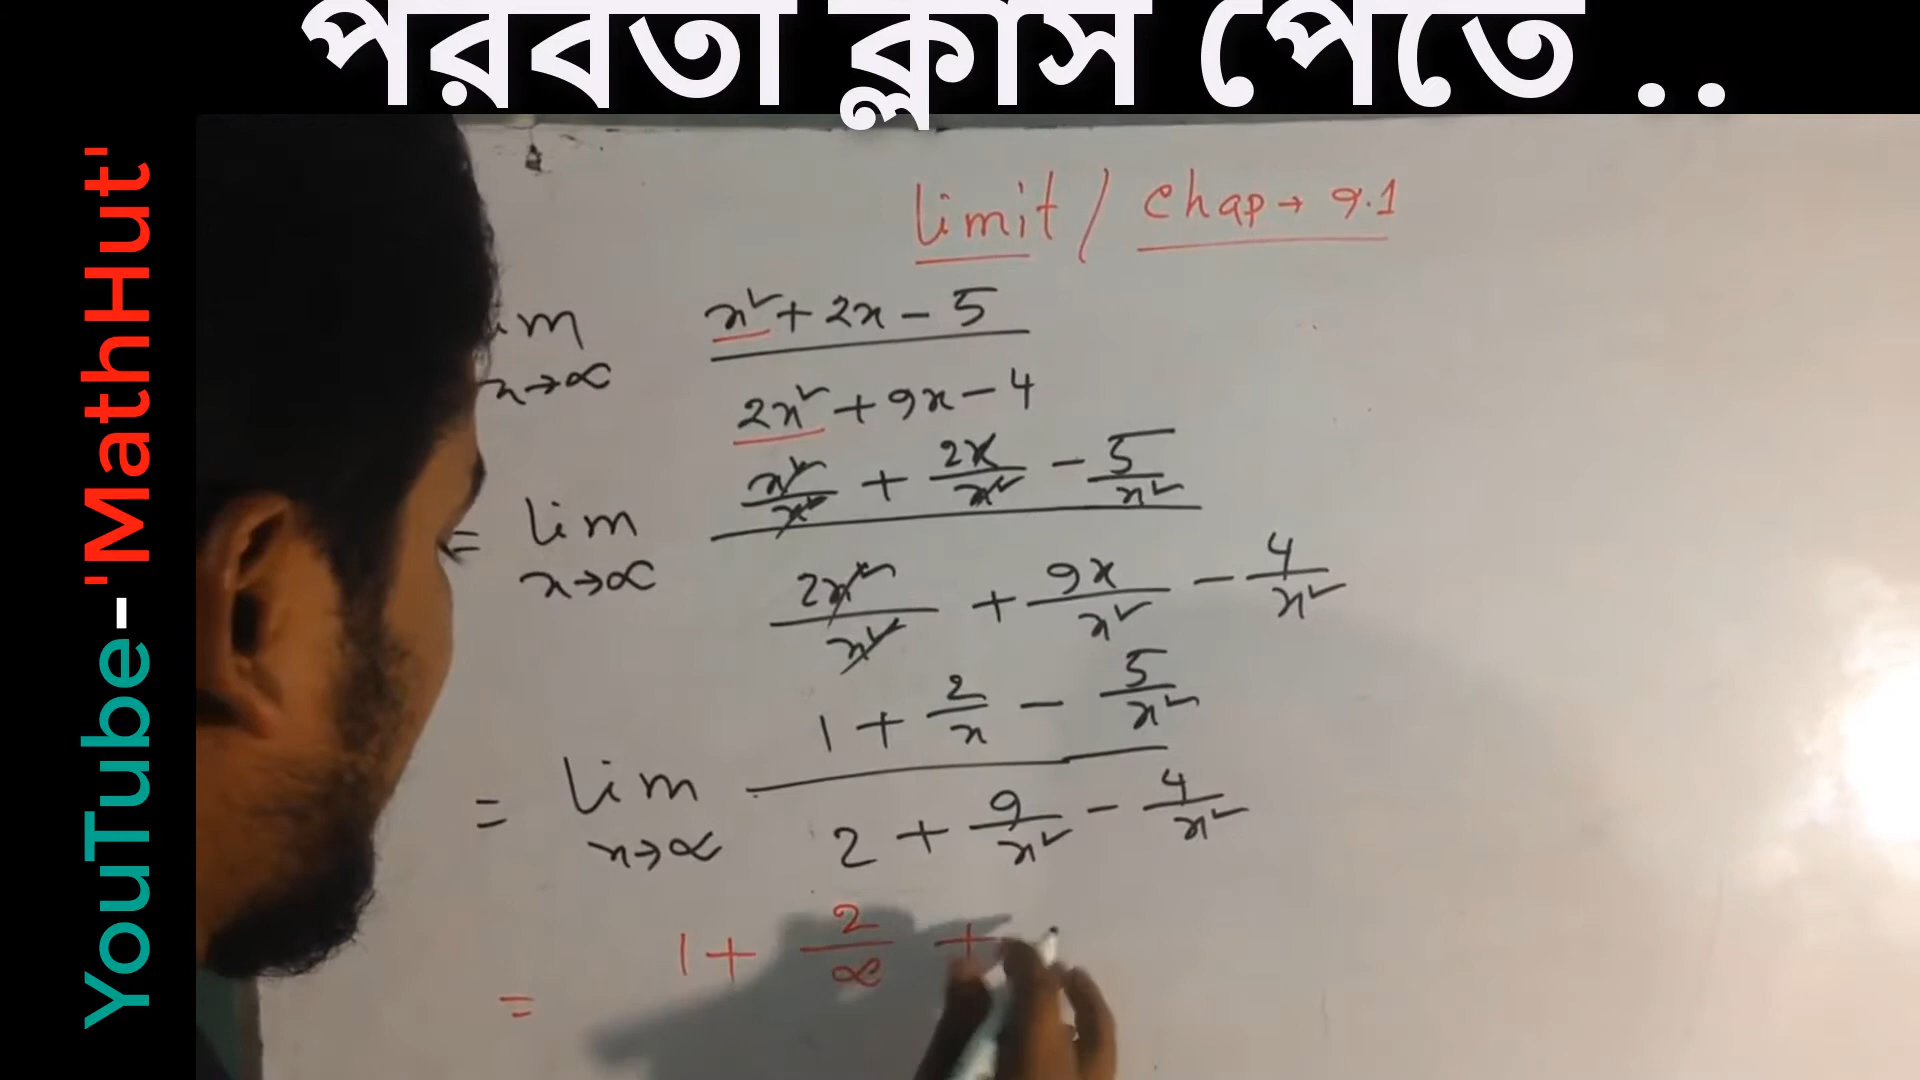 পরবর্তী ক্লাস পেতে ..
YouTube-'MathHut'
limit / Chap → 9.1
im x→∞ (x² + 2x - 5) / (2x² + 9x - 4)
= lim x→∞ (x²/x² + 2x/x² - 5/x²) / (2x²/x² + 9x/x² - 4/x²)
= lim x→∞ (1 + 2/x - 5/x²) / (2 + 9/x² - 4/x²)
= 1 + 2/∞ +